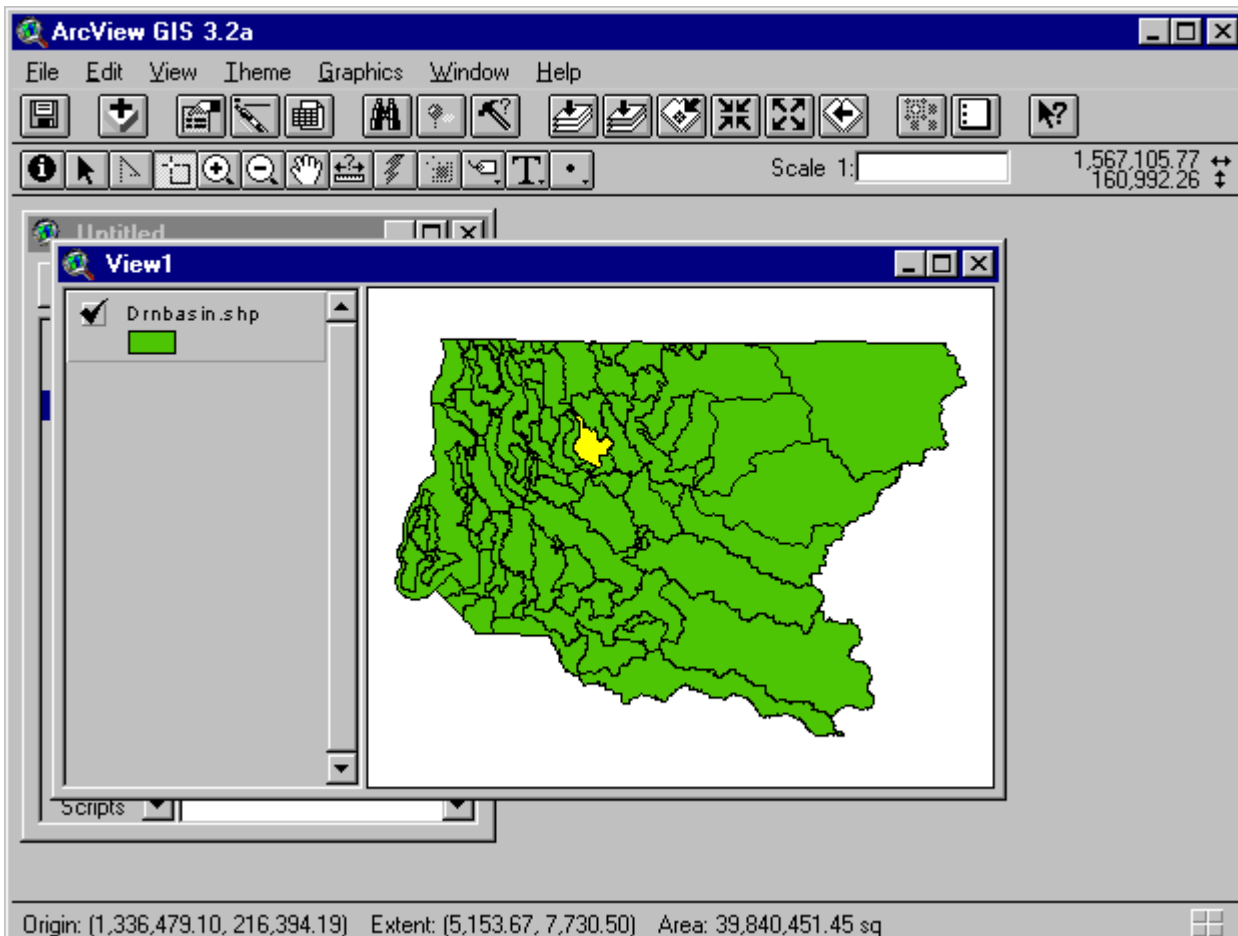 ArcView GIS 3.2a
File Edit View Theme Graphics Window Help
Scale 1:
1,567,105.77
160,992.26
Untitled
View1
Drnbasin.shp
Scripts
Origin: (1,336,479.10, 216,394.19) Extent: (5,153.67, 7,730.50) Area: 39,840,451.45 sq